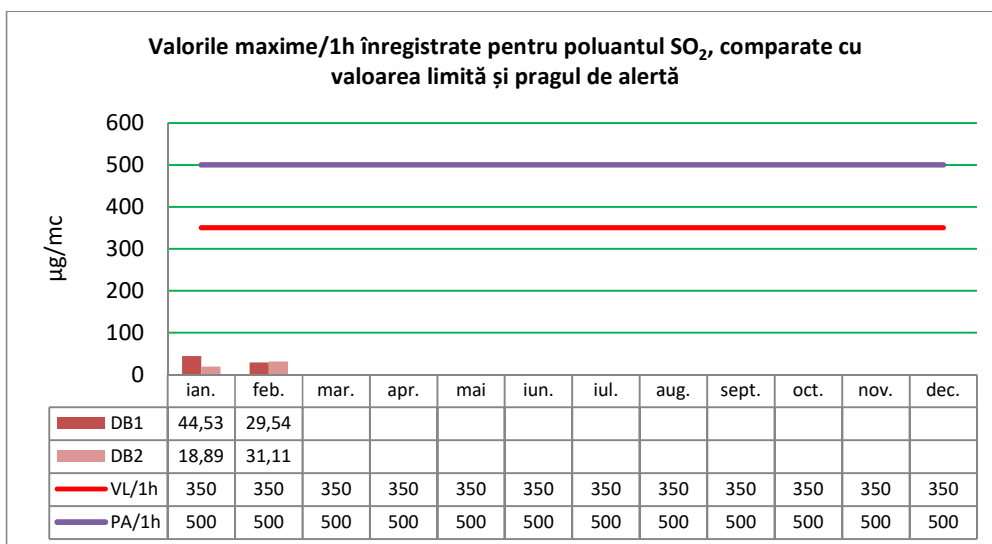 Valorile maxime/1h înregistrate pentru poluantul SO₂, comparate cu
valoarea limită și pragul de alertă
600
500
400
300
200
100
0
µg/mc
ian. feb. mar. apr. mai iun. iul. aug. sept. oct. nov. dec.
DB1 44,53 29,54
DB2 18,89 31,11
VL/1h 350 350 350 350 350 350 350 350 350 350 350 350
PA/1h 500 500 500 500 500 500 500 500 500 500 500 500